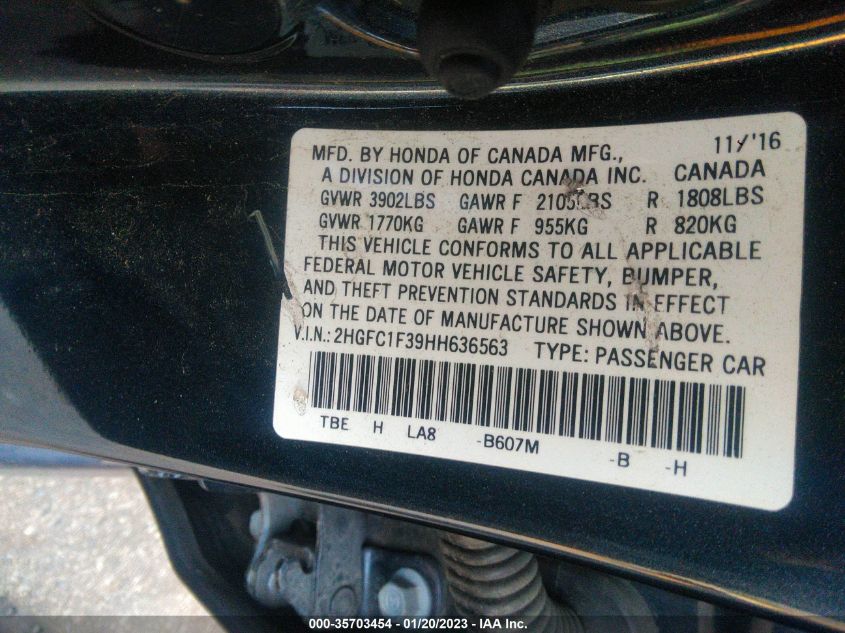 11/'16
MFD. BY HONDA OF CANADA MFG.,
A DIVISION OF HONDA CANADA INC. CANADA
GVWR 3902LBS GAWR F 2105LBS R 1808LBS
GVWR 1770KG GAWR F 955KG R 820KG
THIS VEHICLE CONFORMS TO ALL APPLICABLE
FEDERAL MOTOR VEHICLE SAFETY, BUMPER,
AND THEFT PREVENTION STANDARDS IN EFFECT
ON THE DATE OF MANUFACTURE SHOWN ABOVE.
V.I.N.: 2HGFC1F39HH636563 TYPE: PASSENGER CAR
TBE H LA8 -B607M -B -H
000-35703454 - 01/20/2023 - IAA Inc.